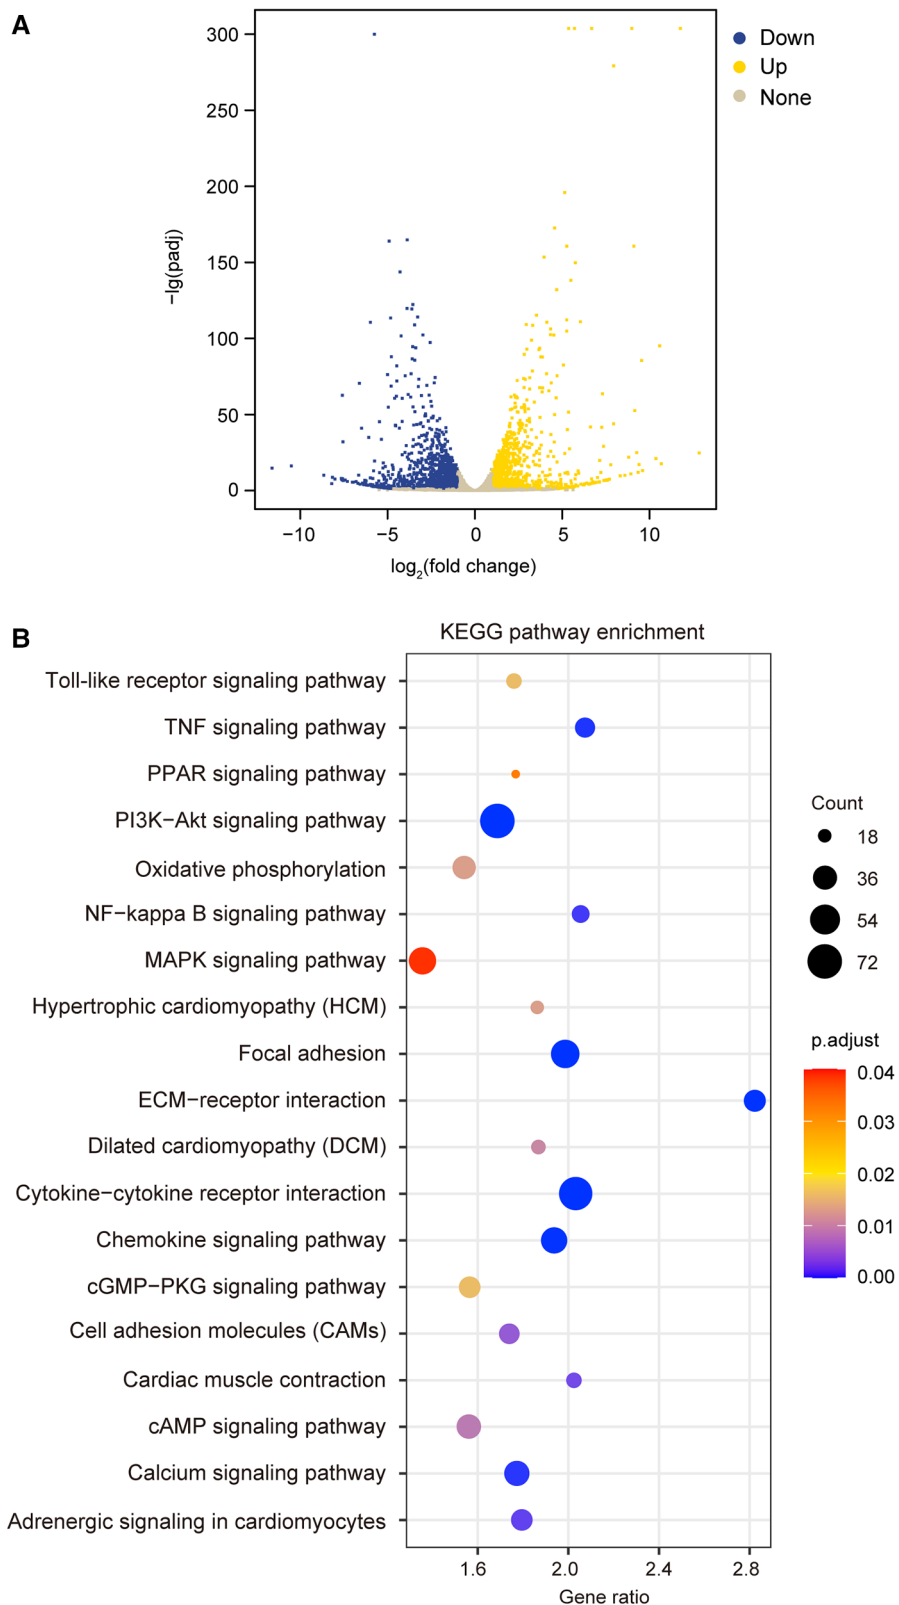 A
300
250
200
150
100
50
0
−lg(padj)
−10
−5
0
5
10
log2(fold change)
Down
Up
None
B
KEGG pathway enrichment
Toll-like receptor signaling pathway
TNF signaling pathway
PPAR signaling pathway
PI3K−Akt signaling pathway
Oxidative phosphorylation
NF−kappa B signaling pathway
MAPK signaling pathway
Hypertrophic cardiomyopathy (HCM)
Focal adhesion
ECM−receptor interaction
Dilated cardiomyopathy (DCM)
Cytokine−cytokine receptor interaction
Chemokine signaling pathway
cGMP−PKG signaling pathway
Cell adhesion molecules (CAMs)
Cardiac muscle contraction
cAMP signaling pathway
Calcium signaling pathway
Adrenergic signaling in cardiomyocytes
1.6
2.0
2.4
2.8
Gene ratio
Count
18
36
54
72
p.adjust
0.04
0.03
0.02
0.01
0.00